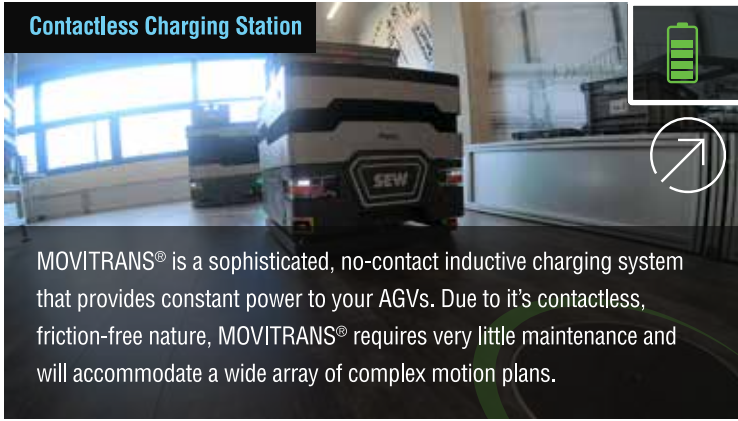 Contactless Charging Station
SEW
MOVITRANS® is a sophisticated, no-contact inductive charging system
that provides constant power to your AGVs. Due to it's contactless,
friction-free nature, MOVITRANS® requires very little maintenance and
will accommodate a wide array of complex motion plans.